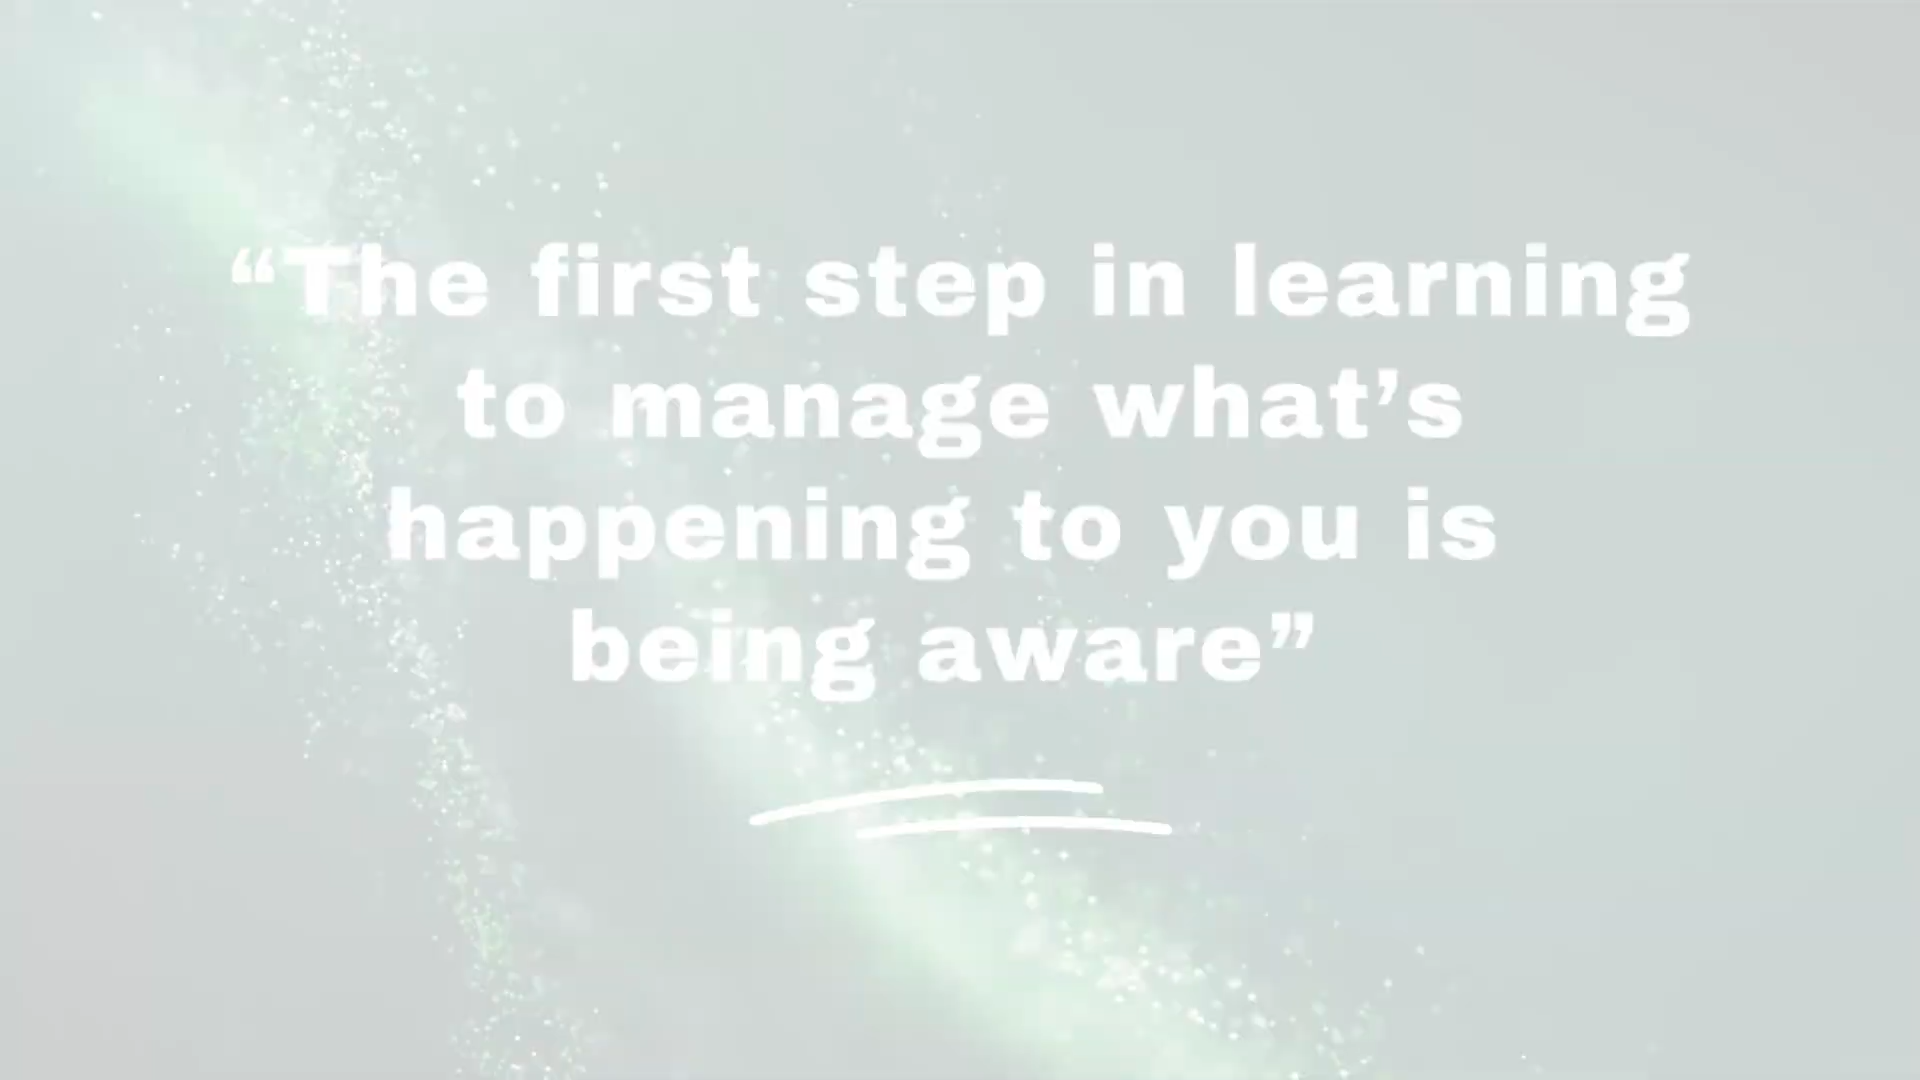 “The first step in learning
to manage what’s
happening to you is
being aware”